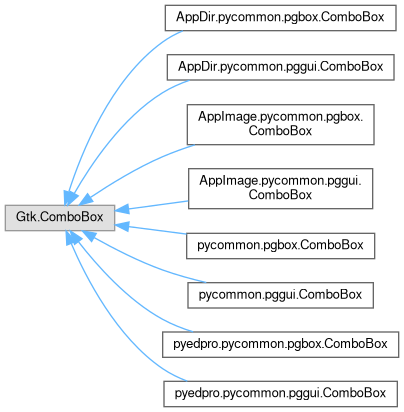 AppDir.pycommon.pgbox.ComboBox
AppDir.pycommon.pggui.ComboBox
AppImage.pycommon.pgbox.
ComboBox
AppImage.pycommon.pggui.
ComboBox
Gtk.ComboBox
pycommon.pgbox.ComboBox
pycommon.pggui.ComboBox
pyedpro.pycommon.pgbox.ComboBox
pyedpro.pycommon.pggui.ComboBox